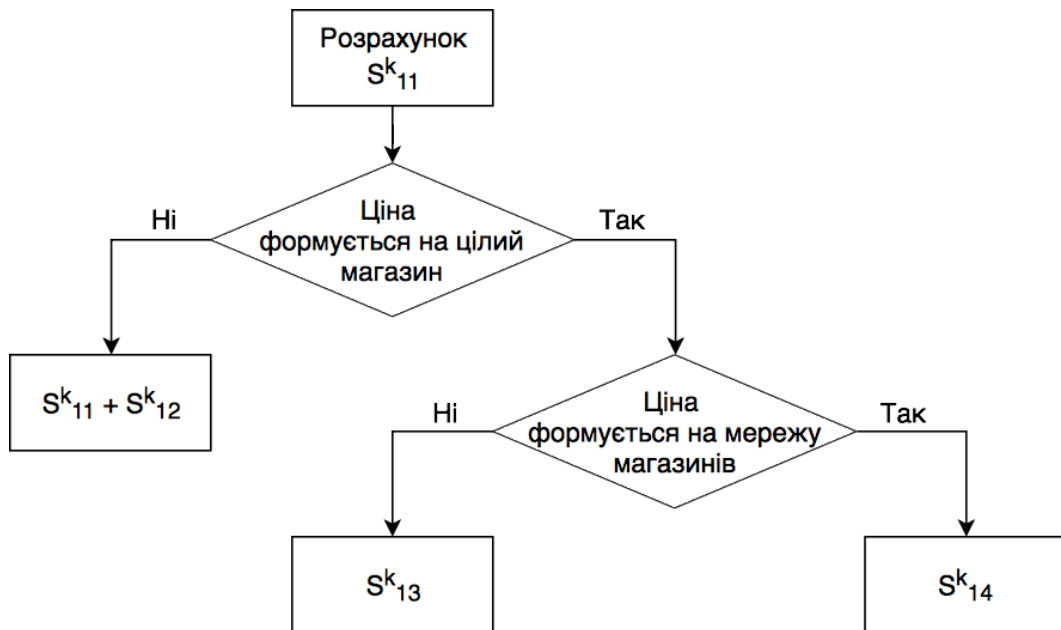 Розрахунок
S^k_11
Ні
Ціна
формується на цілий
магазин
Так
S^k_11 + S^k_12
Ні
Ціна
формується на мережу
магазинів
Так
S^k_13
S^k_14